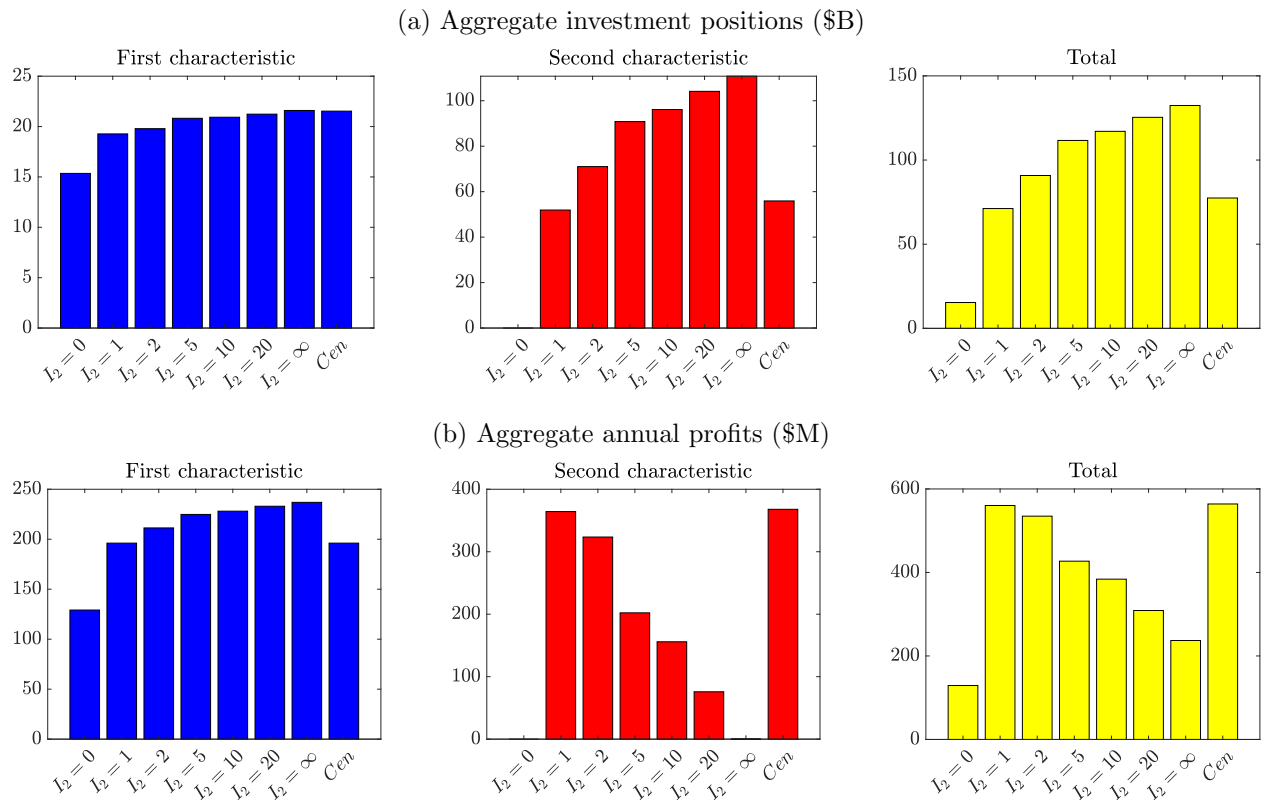 (a) Aggregate investment positions ($B)
First characteristic
25
20
15
10
5
0
I₂ = 0
I₂ = 1
I₂ = 2
I₂ = 5
I₂ = 10
I₂ = 20
I₂ = ∞
Cen
Second characteristic
100
80
60
40
20
0
I₂ = 0
I₂ = 1
I₂ = 2
I₂ = 5
I₂ = 10
I₂ = 20
I₂ = ∞
Cen
Total
150
100
50
0
I₂ = 0
I₂ = 1
I₂ = 2
I₂ = 5
I₂ = 10
I₂ = 20
I₂ = ∞
Cen
(b) Aggregate annual profits ($M)
First characteristic
250
200
150
100
50
0
I₂ = 0
I₂ = 1
I₂ = 2
I₂ = 5
I₂ = 10
I₂ = 20
I₂ = ∞
Cen
Second characteristic
400
300
200
100
0
I₂ = 0
I₂ = 1
I₂ = 2
I₂ = 5
I₂ = 10
I₂ = 20
I₂ = ∞
Cen
Total
600
400
200
0
I₂ = 0
I₂ = 1
I₂ = 2
I₂ = 5
I₂ = 10
I₂ = 20
I₂ = ∞
Cen